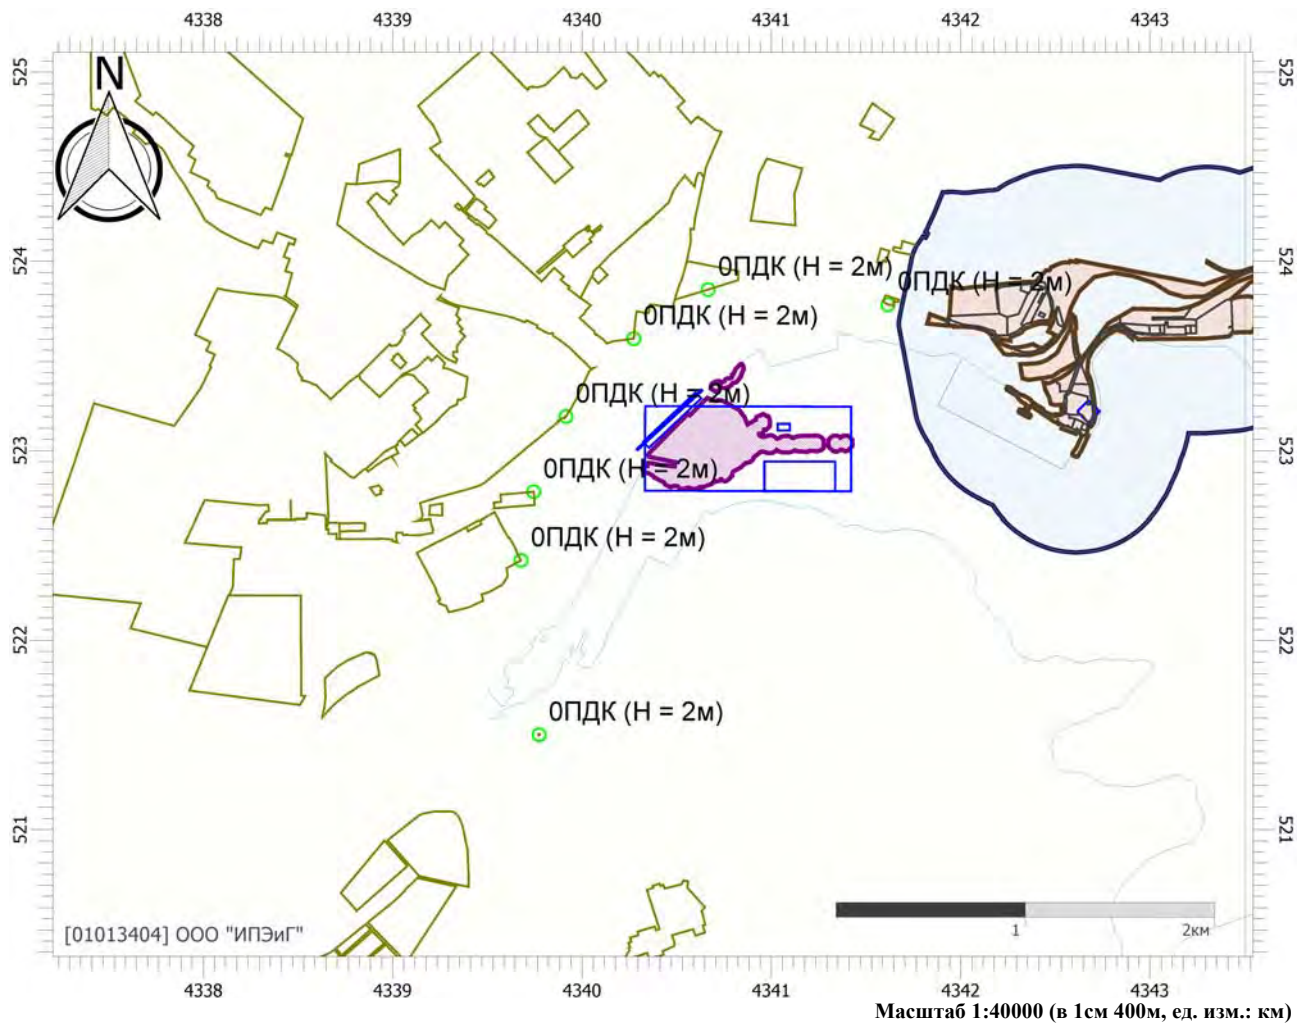 4338 4339 4340 4341 4342 4343
525 525
N
524 524
0ПДК (H = 2м)
0ПДК (H = 2м)
0ПДК (H = 2м)
0ПДК (H = 2м)
523 523
0ПДК (H = 2м)
0ПДК (H = 2м)
522 522
0ПДК (H = 2м)
521 521
1 2км
[01013404] ООО "ИПЭиГ"
4338 4339 4340 4341 4342 4343
Масштаб 1:40000 (в 1см 400м, ед. изм.: км)